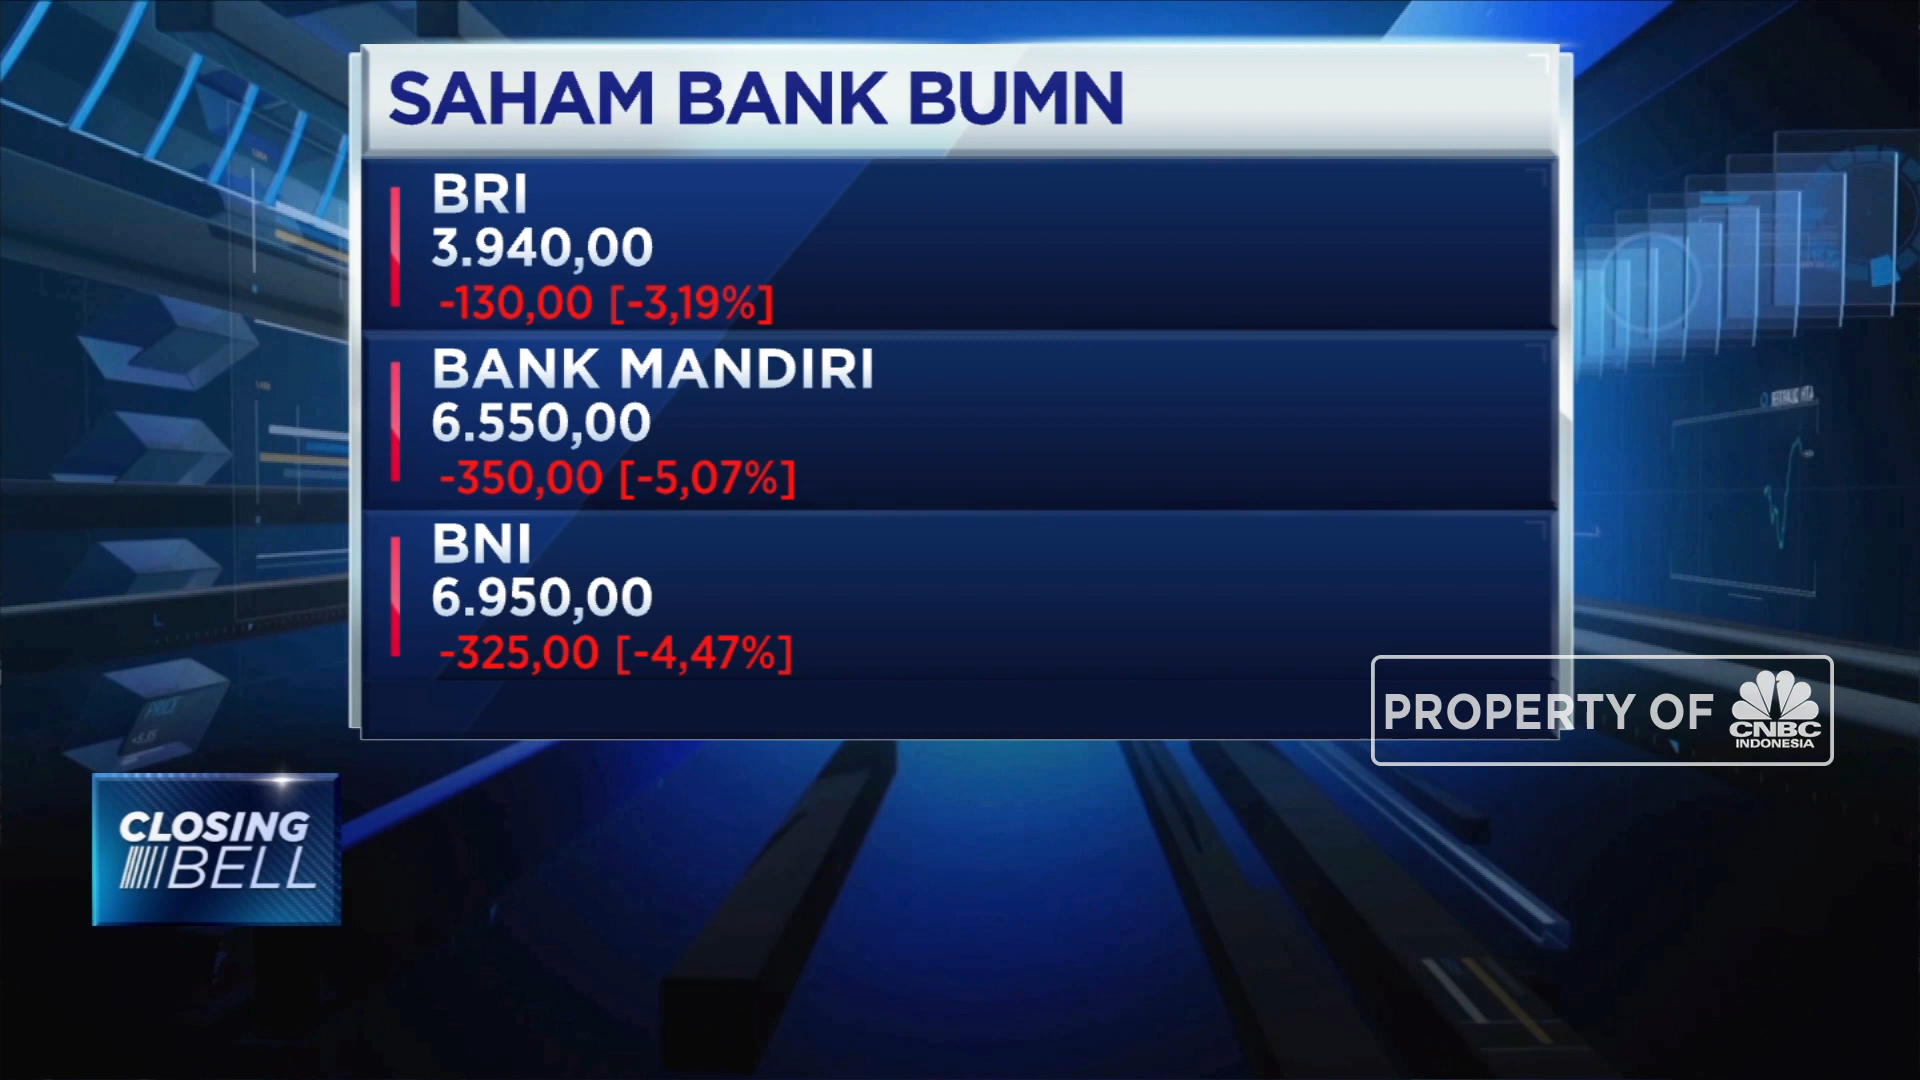 SAHAM BANK BUMN
BRI
3.940,00
-130,00 [-3,19%]
BANK MANDIRI
6.550,00
-350,00 [-5,07%]
BNI
6.950,00
-325,00 [-4,47%]
PROPERTY OF
CNBC
INDONESIA
CLOSING
BELL
PRICE